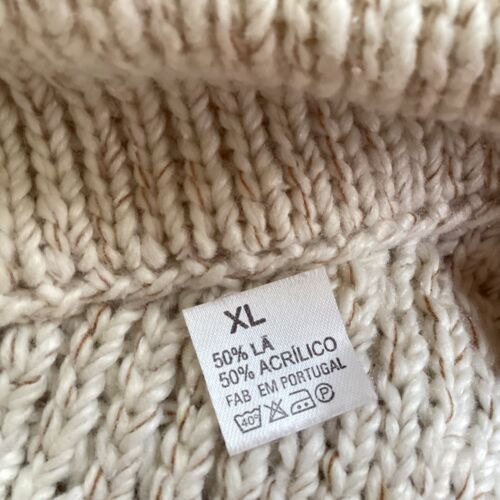 XL
50% LÃ
50% ACRÍLICO
FAB EM PORTUGAL
40° P